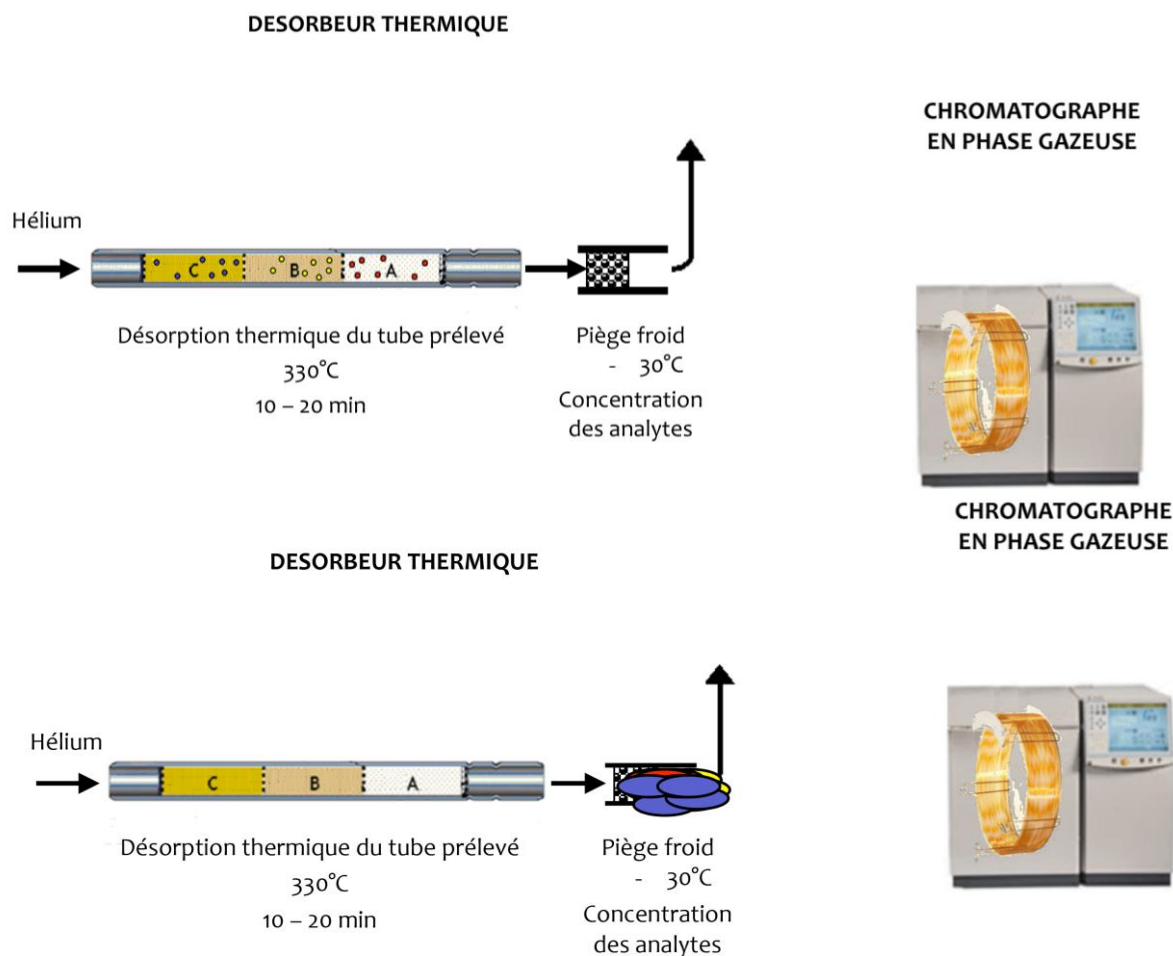 DESORBEUR THERMIQUE
CHROMATOGRAPHE
EN PHASE GAZEUSE
Hélium
C
B
A
Désorption thermique du tube prélevé
330°C
10 – 20 min
Piège froid
- 30°C
Concentration
des analytes
CHROMATOGRAPHE
EN PHASE GAZEUSE
DESORBEUR THERMIQUE
Hélium
C
B
A
Désorption thermique du tube prélevé
330°C
10 – 20 min
Piège froid
- 30°C
Concentration
des analytes